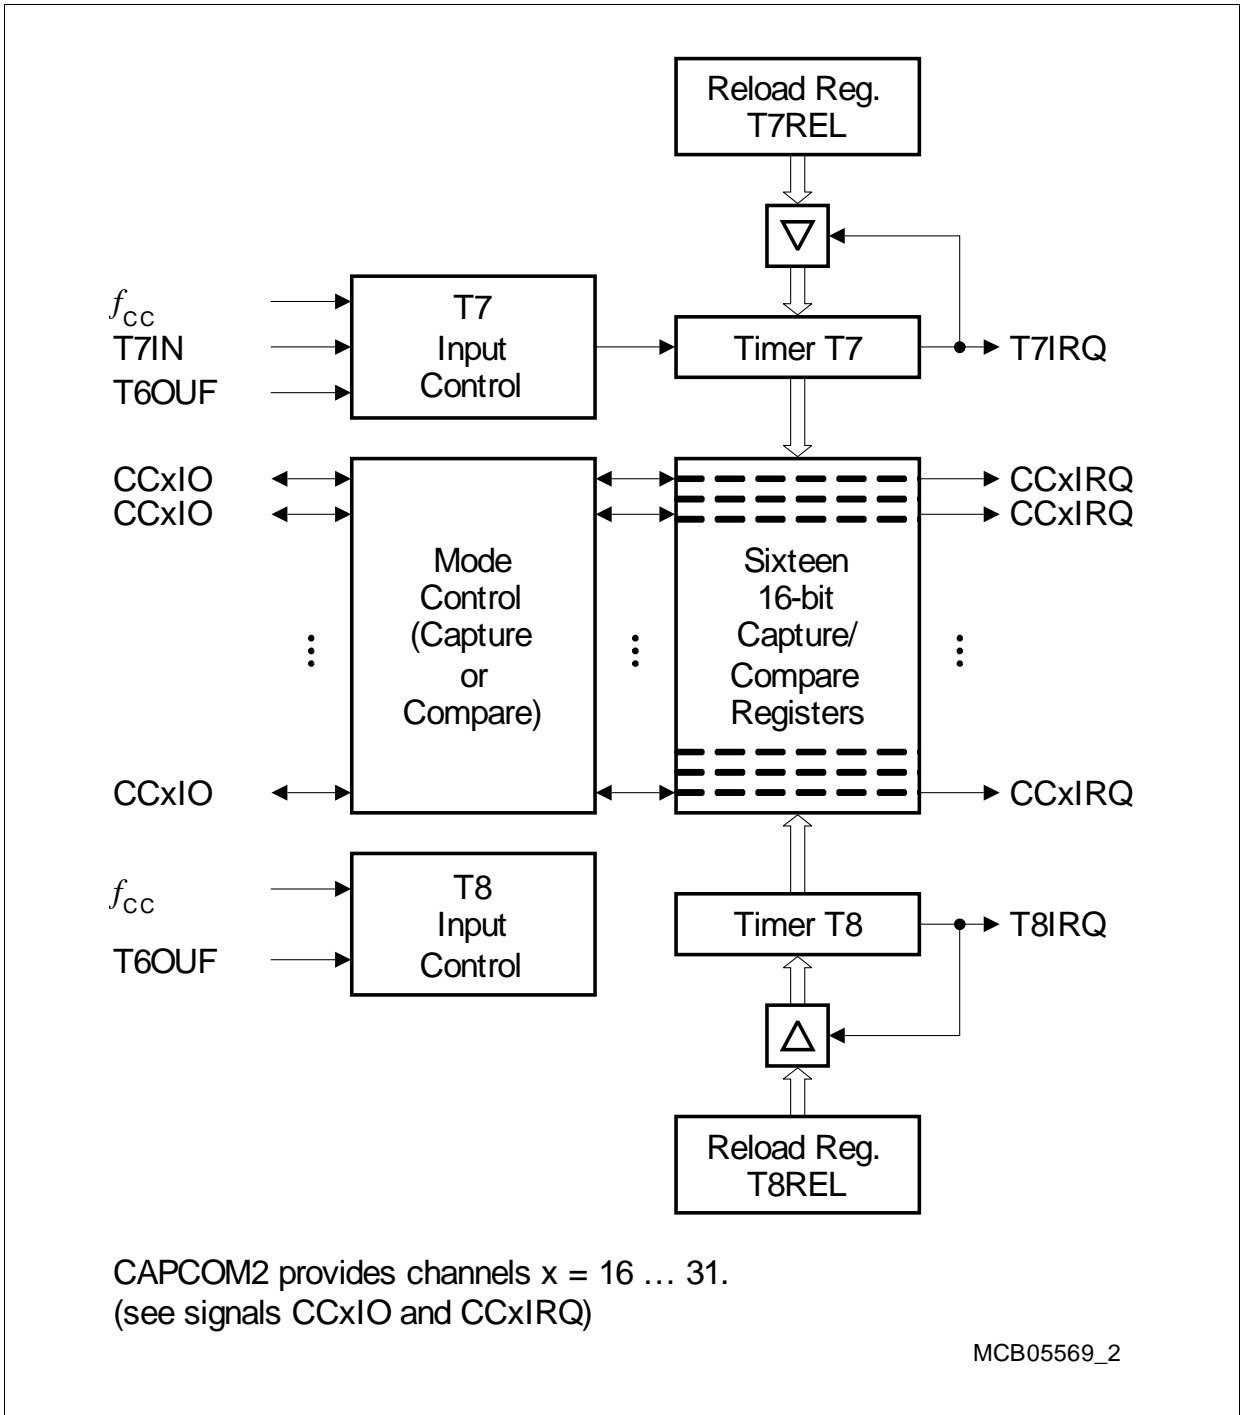 Reload Reg.
T7REL
fCC
T7IN
T6OUF
T7
Input
Control
Timer T7
T7IRQ
CCxIO
CCxIO
CCxIO
Mode
Control
(Capture
or
Compare)
Sixteen
16-bit
Capture/
Compare
Registers
CCxIRQ
CCxIRQ
CCxIRQ
fCC
T6OUF
T8
Input
Control
Timer T8
T8IRQ
Reload Reg.
T8REL
CAPCOM2 provides channels x = 16 … 31.
(see signals CCxIO and CCxIRQ)
MCB05569_2